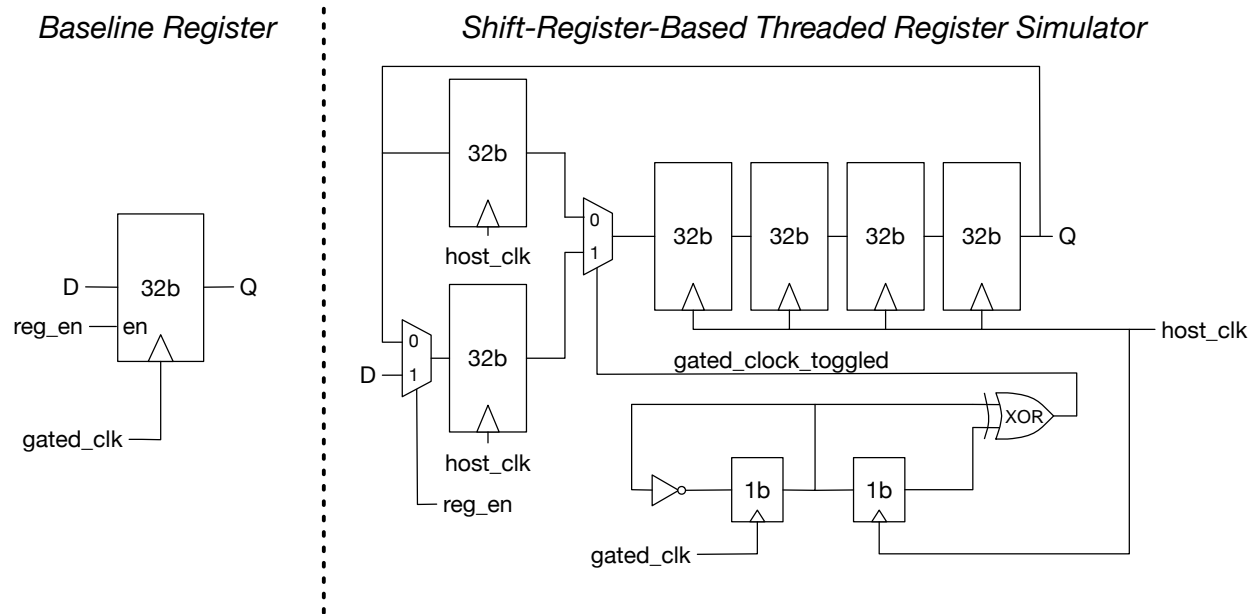 Baseline Register
Shift-Register-Based Threaded Register Simulator
32b
D
Q
reg_en
en
gated_clk
32b
host_clk
0
1
32b
host_clk
0
1
D
reg_en
32b
32b
32b
32b
Q
host_clk
gated_clock_toggled
XOR
1b
1b
gated_clk